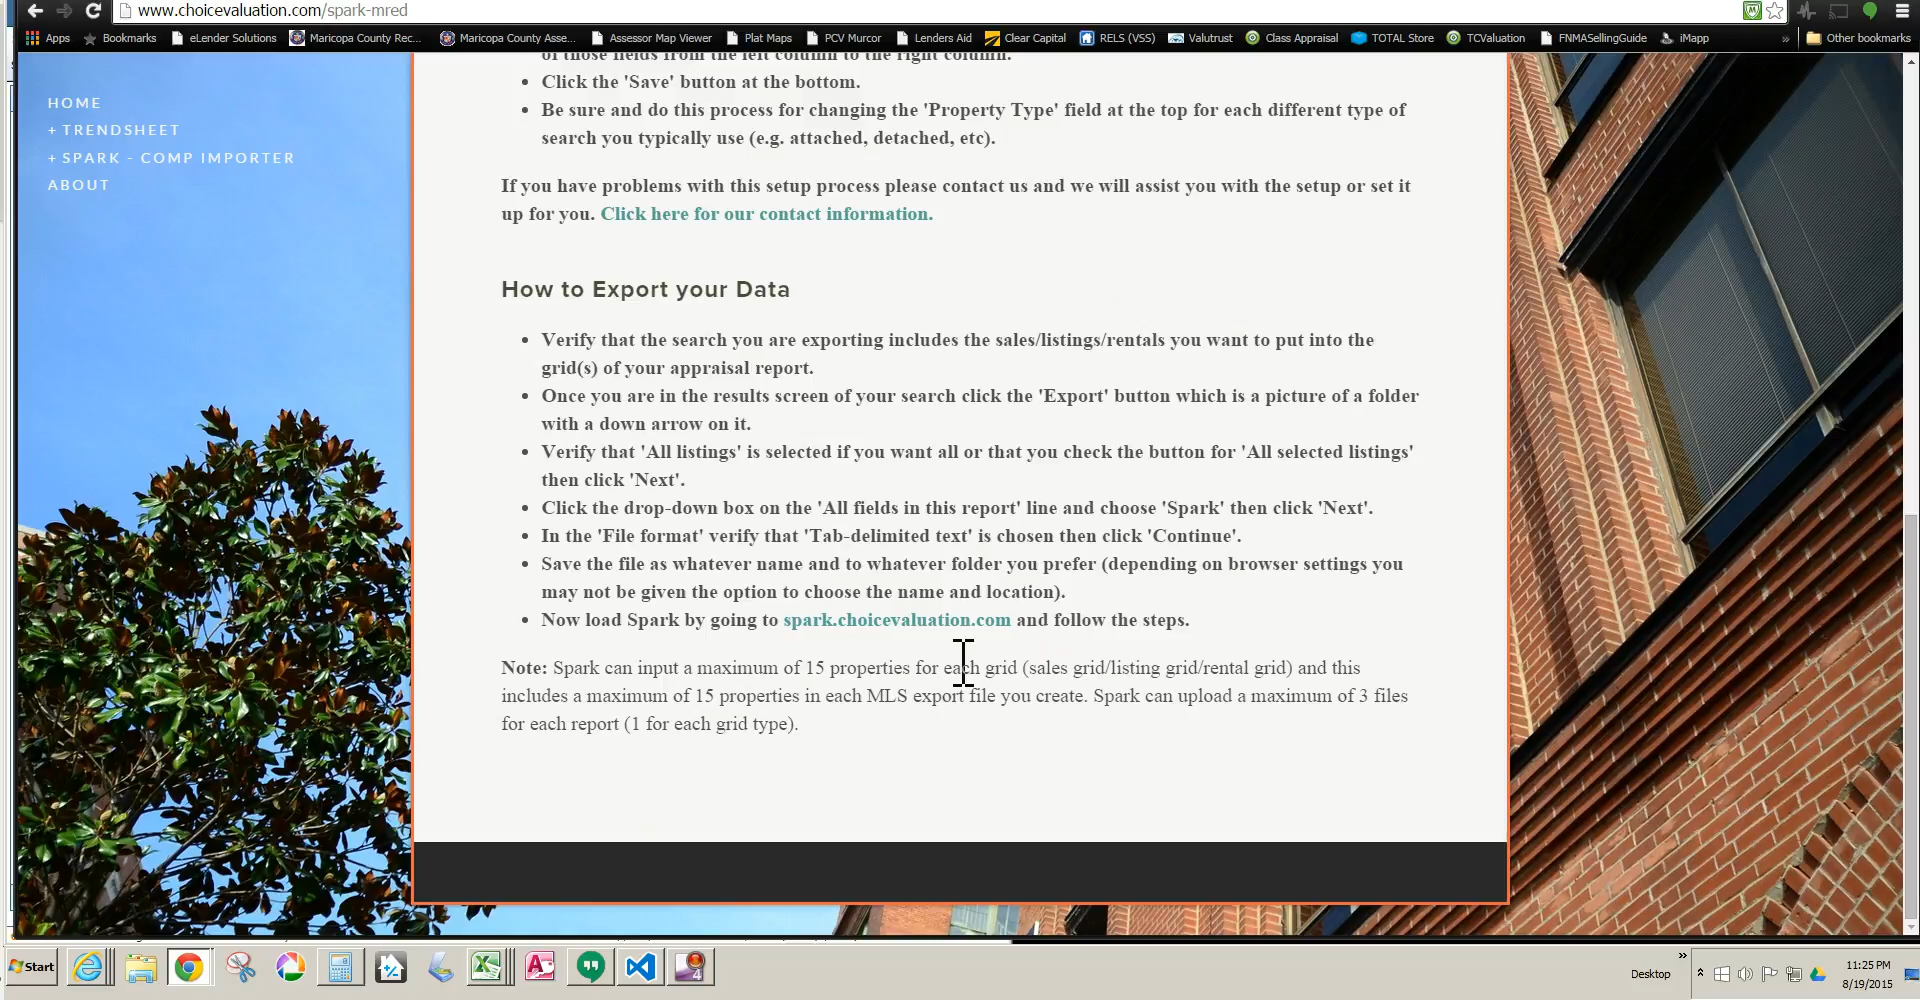 www.choicevaluation.com/spark-mred
Apps Bookmarks eLender Solutions Maricopa County Rec... Maricopa County Asse... Assessor Map Viewer Plat Maps PCV Murcor Lenders Aid Clear Capital RELS (VSS) Valutrust Class Appraisal TOTAL Store TCValuation FNMASellingGuide iMapp » Other bookmarks
HOME
+ TRENDSHEET
+ SPARK - COMP IMPORTER
ABOUT
of those fields from the left column to the right column.
• Click the 'Save' button at the bottom.
• Be sure and do this process for changing the 'Property Type' field at the top for each different type of
search you typically use (e.g. attached, detached, etc).
If you have problems with this setup process please contact us and we will assist you with the setup or set it
up for you. Click here for our contact information.
How to Export your Data
• Verify that the search you are exporting includes the sales/listings/rentals you want to put into the
grid(s) of your appraisal report.
• Once you are in the results screen of your search click the 'Export' button which is a picture of a folder
with a down arrow on it.
• Verify that 'All listings' is selected if you want all or that you check the button for 'All selected listings'
then click 'Next'.
• Click the drop-down box on the 'All fields in this report' line and choose 'Spark' then click 'Next'.
• In the 'File format' verify that 'Tab-delimited text' is chosen then click 'Continue'.
• Save the file as whatever name and to whatever folder you prefer (depending on browser settings you
may not be given the option to choose the name and location).
• Now load Spark by going to spark.choicevaluation.com and follow the steps.
Note: Spark can input a maximum of 15 properties for each grid (sales grid/listing grid/rental grid) and this
includes a maximum of 15 properties in each MLS export file you create. Spark can upload a maximum of 3 files
for each report (1 for each grid type).
Start
Desktop »
11:25 PM
8/19/2015